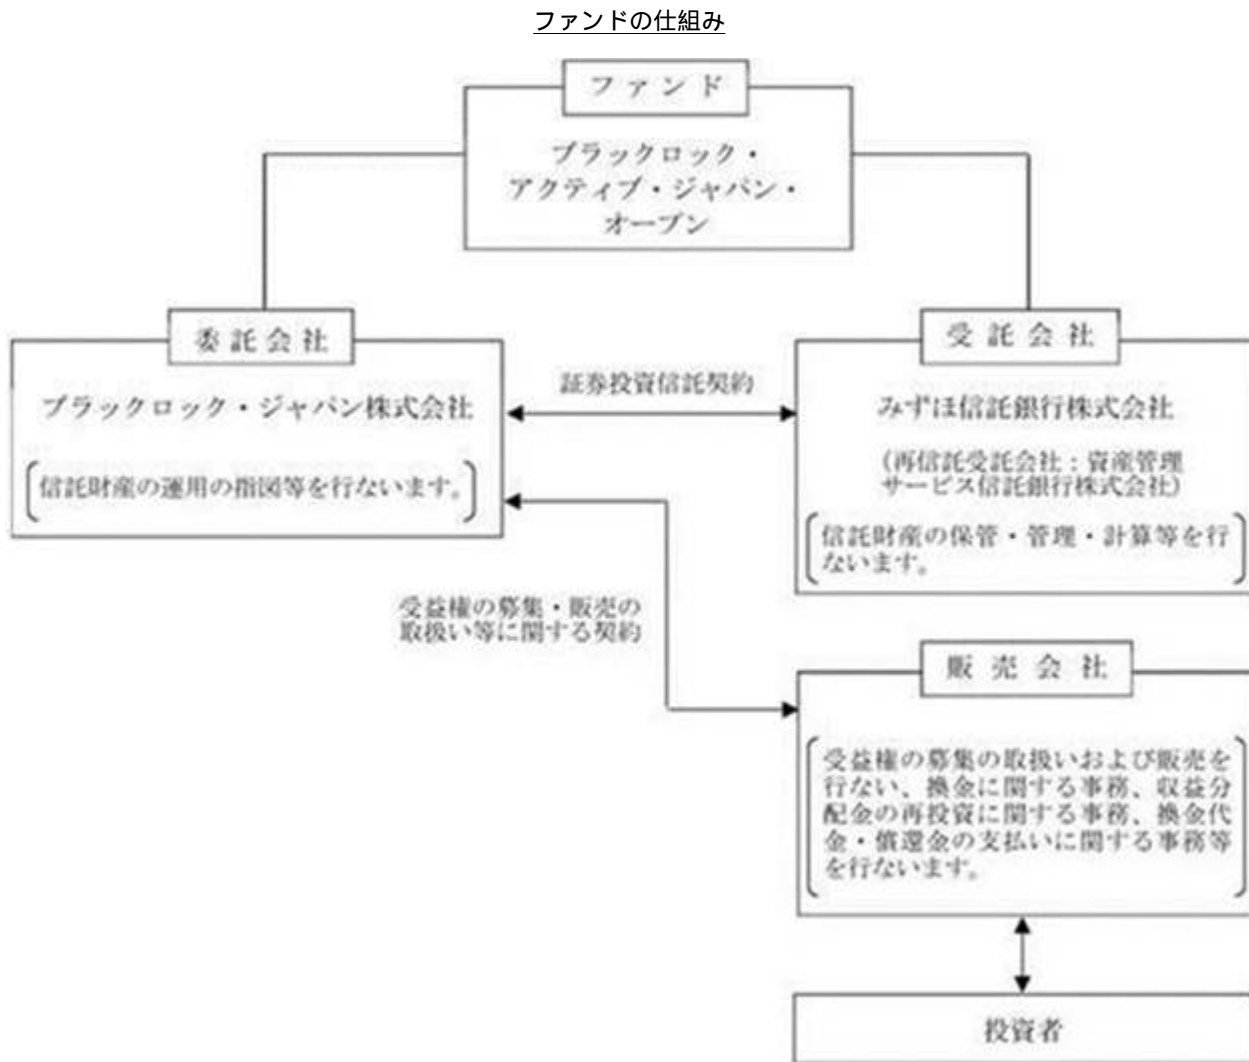 ファンドの仕組み
ファンド
ブラックロック・
アクティブ・ジャパン・
オープン
委託会社
ブラックロック・ジャパン株式会社
信託財産の運用の指図等を行ないます。
証券投資信託契約
受託会社
みずほ信託銀行株式会社
(再信託受託会社:資産管理
サービス信託銀行株式会社)
信託財産の保管・管理・計算等を行
ないます。
受益権の募集・販売の
取扱い等に関する契約
販売会社
受益権の募集の取扱いおよび販売を
行ない、換金に関する事務、収益分
配金の再投資に関する事務、換金代
金・償還金の支払いに関する事務等
を行ないます。
投資者